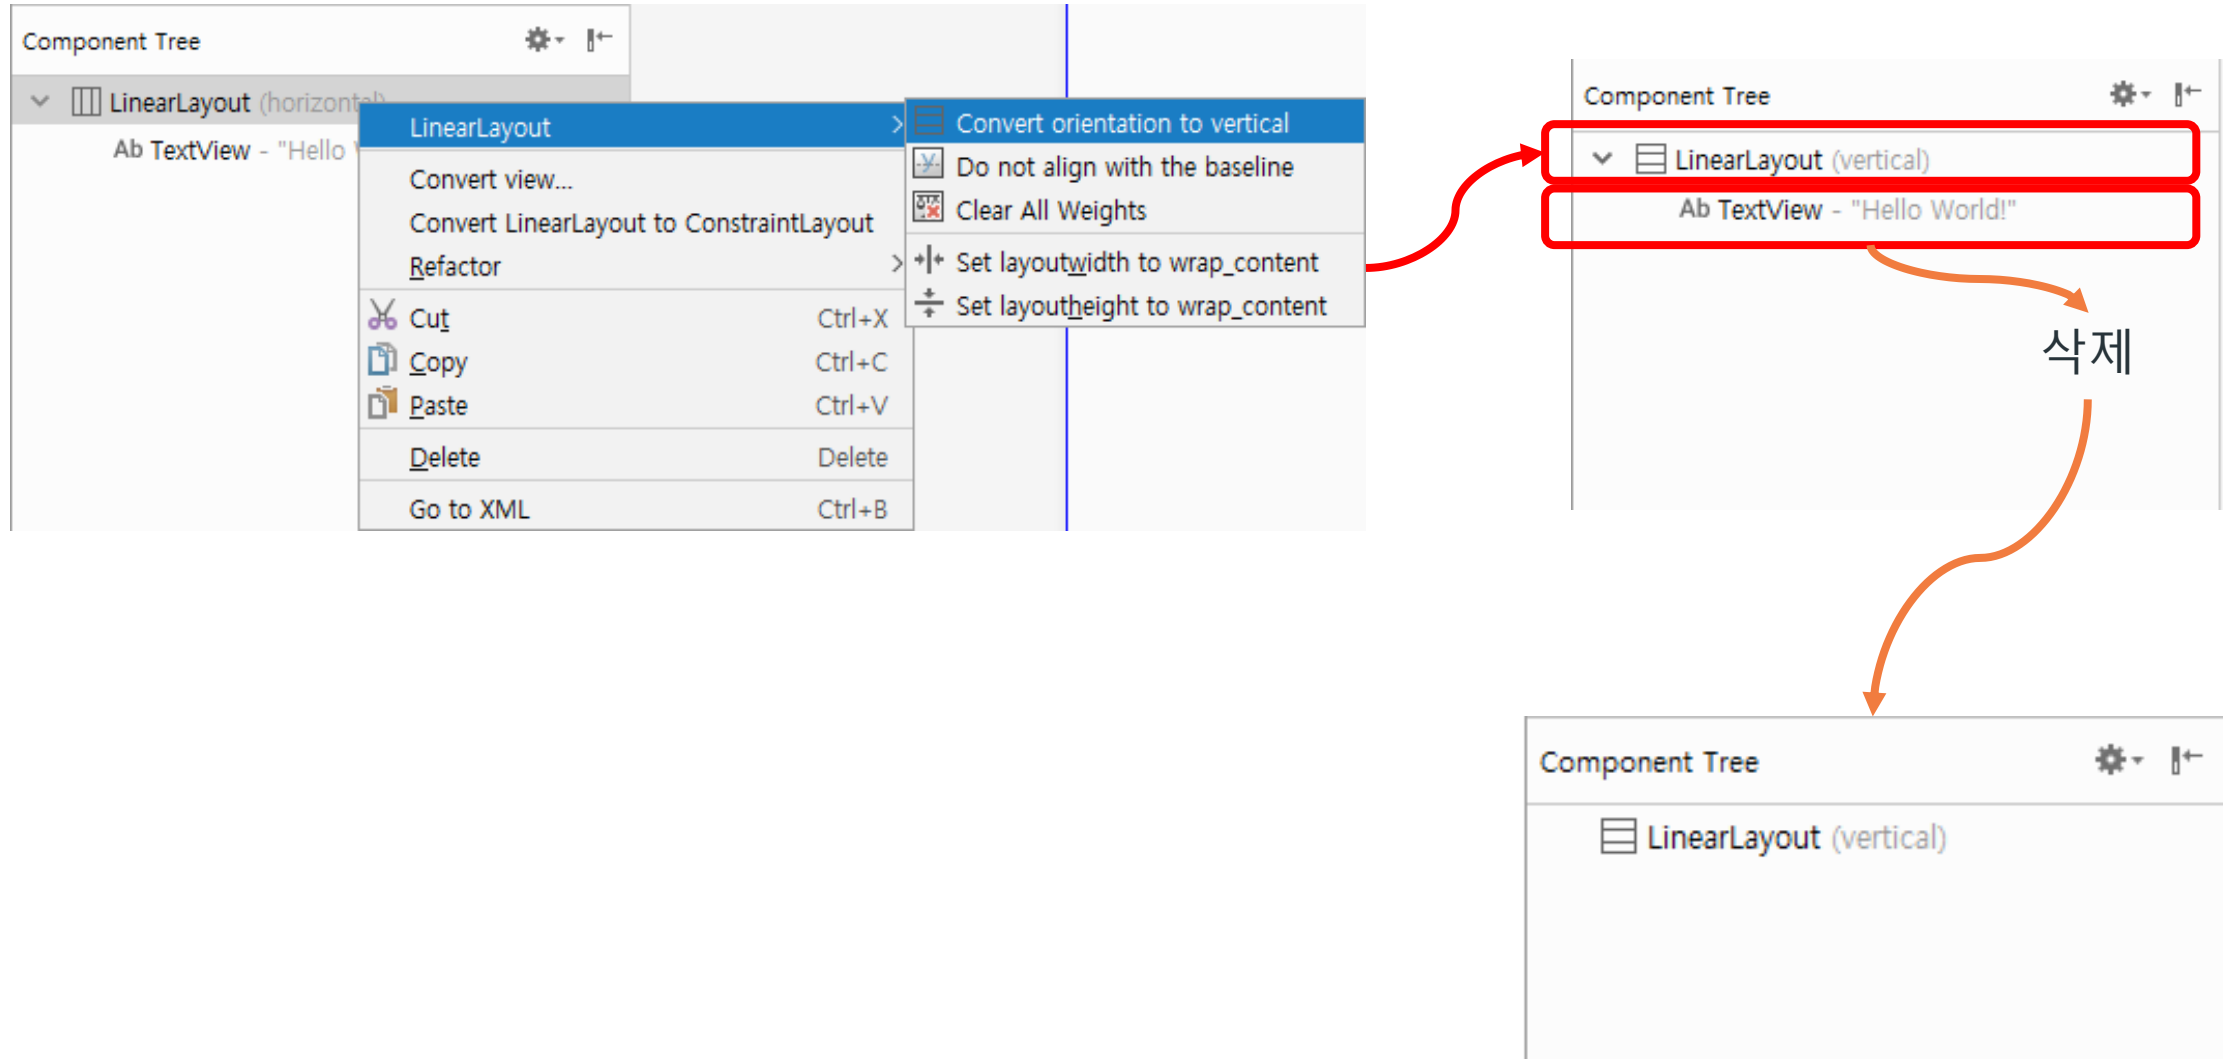 Component Tree
LinearLayout (horizontal)
Ab TextView - "Hello
LinearLayout
Convert view...
Convert LinearLayout to ConstraintLayout
Refactor
Cut Ctrl+X
Copy Ctrl+C
Paste Ctrl+V
Delete Delete
Go to XML Ctrl+B
Convert orientation to vertical
Do not align with the baseline
Clear All Weights
Set layoutwidth to wrap_content
Set layoutheight to wrap_content
Component Tree
LinearLayout (vertical)
Ab TextView - "Hello World!"
삭제
Component Tree
LinearLayout (vertical)